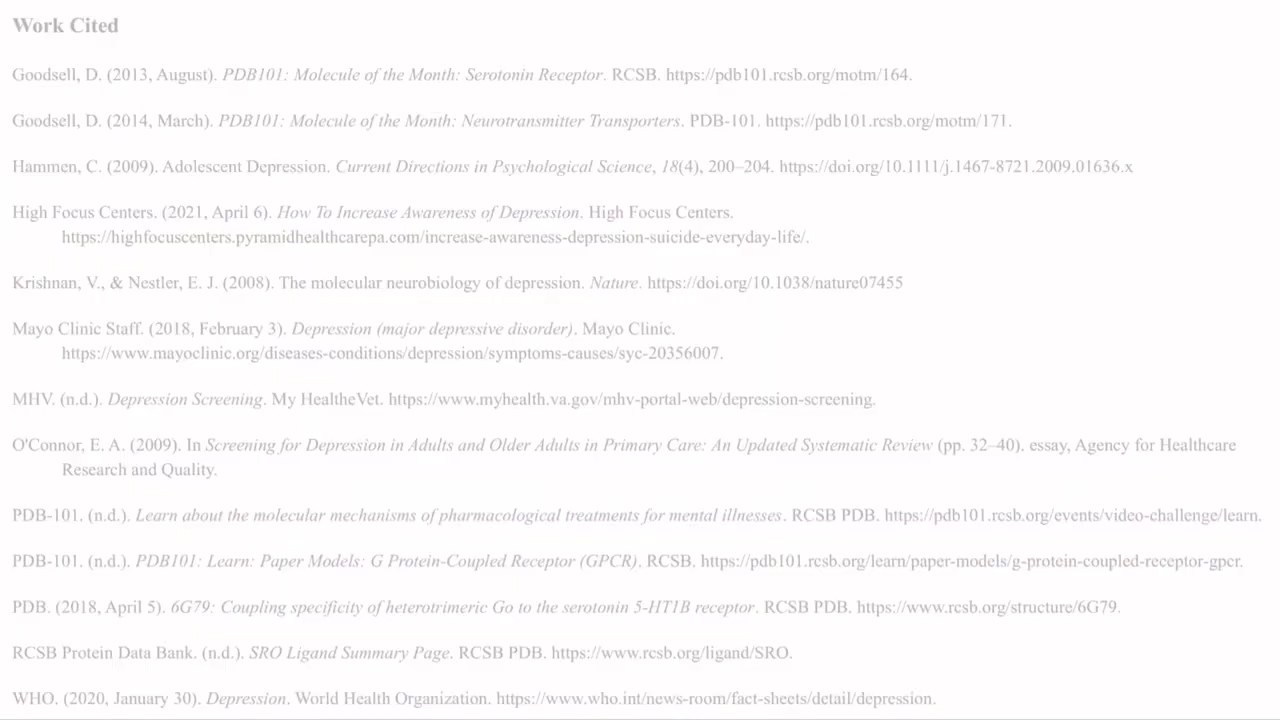 Work Cited
Goodsell, D. (2013, August). PDB101: Molecule of the Month: Serotonin Receptor. RCSB. https://pdb101.rcsb.org/motm/164.
Goodsell, D. (2014, March). PDB101: Molecule of the Month: Neurotransmitter Transporters. PDB-101. https://pdb101.rcsb.org/motm/171.
Hammen, C. (2009). Adolescent Depression. Current Directions in Psychological Science, 18(4), 200–204. https://doi.org/10.1111/j.1467-8721.2009.01636.x
High Focus Centers. (2021, April 6). How To Increase Awareness of Depression. High Focus Centers.
https://highfocuscenters.pyramidhealthcarepa.com/increase-awareness-depression-suicide-everyday-life/.
Krishnan, V., & Nestler, E. J. (2008). The molecular neurobiology of depression. Nature. https://doi.org/10.1038/nature07455
Mayo Clinic Staff. (2018, February 3). Depression (major depressive disorder). Mayo Clinic.
https://www.mayoclinic.org/diseases-conditions/depression/symptoms-causes/syc-20356007.
MHV. (n.d.). Depression Screening. My HealtheVet. https://www.myhealth.va.gov/mhv-portal-web/depression-screening.
O'Connor, E. A. (2009). In Screening for Depression in Adults and Older Adults in Primary Care: An Updated Systematic Review (pp. 32–40). essay, Agency for Healthcare
Research and Quality.
PDB-101. (n.d.). Learn about the molecular mechanisms of pharmacological treatments for mental illnesses. RCSB PDB. https://pdb101.rcsb.org/events/video-challenge/learn.
PDB-101. (n.d.). PDB101: Learn: Paper Models: G Protein-Coupled Receptor (GPCR). RCSB. https://pdb101.rcsb.org/learn/paper-models/g-protein-coupled-receptor-gpcr.
PDB. (2018, April 5). 6G79: Coupling specificity of heterotrimeric Go to the serotonin 5-HT1B receptor. RCSB PDB. https://www.rcsb.org/structure/6G79.
RCSB Protein Data Bank. (n.d.). SRO Ligand Summary Page. RCSB PDB. https://www.rcsb.org/ligand/SRO.
WHO. (2020, January 30). Depression. World Health Organization. https://www.who.int/news-room/fact-sheets/detail/depression.